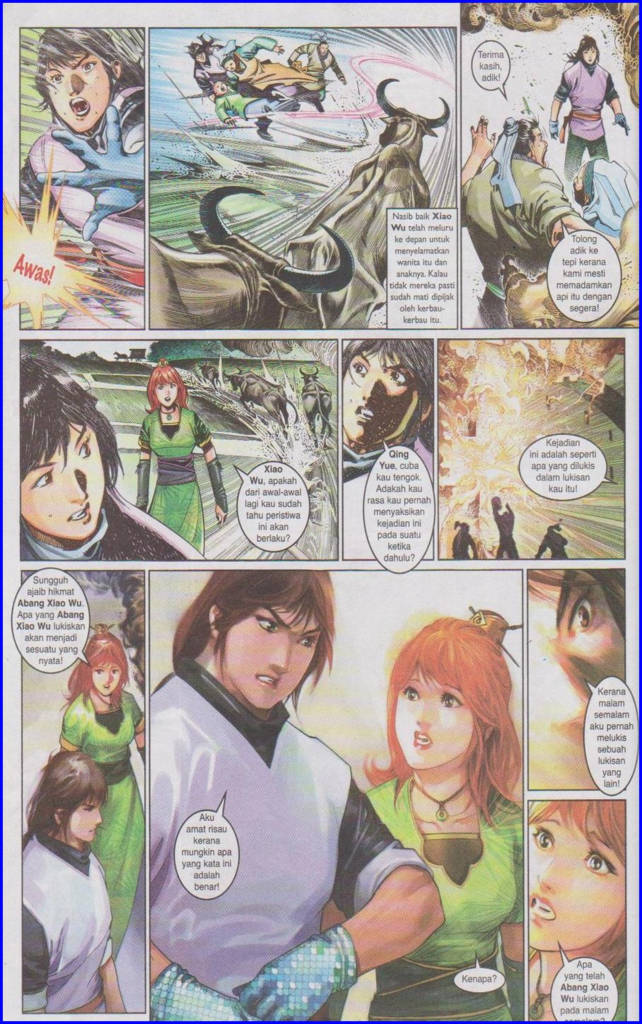 Awas!
Nasib baik Xiao
Wu telah meluru
ke depan untuk
menyelamatkan
wanita itu dan
anaknya. Kalau
tidak mereka pasti
sudah mati dipijak
oleh kerbau-
kerbau itu.
Terima
kasih,
adik!
Tolong
adik ke
tepi kerana
kami mesti
memadamkan
api itu dengan
segera!
Xiao
Wu, apakah
dari awal-awal
lagi kau sudah
tahu peristiwa
ini akan
berlaku?
Qing
Yue, cuba
kau tengok.
Adakah kau
rasa kau pernah
menyaksikan
kejadian ini
pada suatu
ketika
dahulu?
Kejadian
ini adalah seperti
apa yang dilukis
dalam lukisan
kau itu!
Sungguh
ajaib hikmat
Abang Xiao Wu.
Apa yang Abang
Xiao Wu lukiskan
akan menjadi
sesuatu yang
nyata!
Aku
amat risau
kerana
mungkin apa
yang kata ini
adalah
benar!
Kenapa?
Kerana
malam
semalam
aku pernah
melukis
sebuah
lukisan
yang
lain!
Apa
yang telah
Abang Xiao
Wu lukiskan
pada malam
semalam?